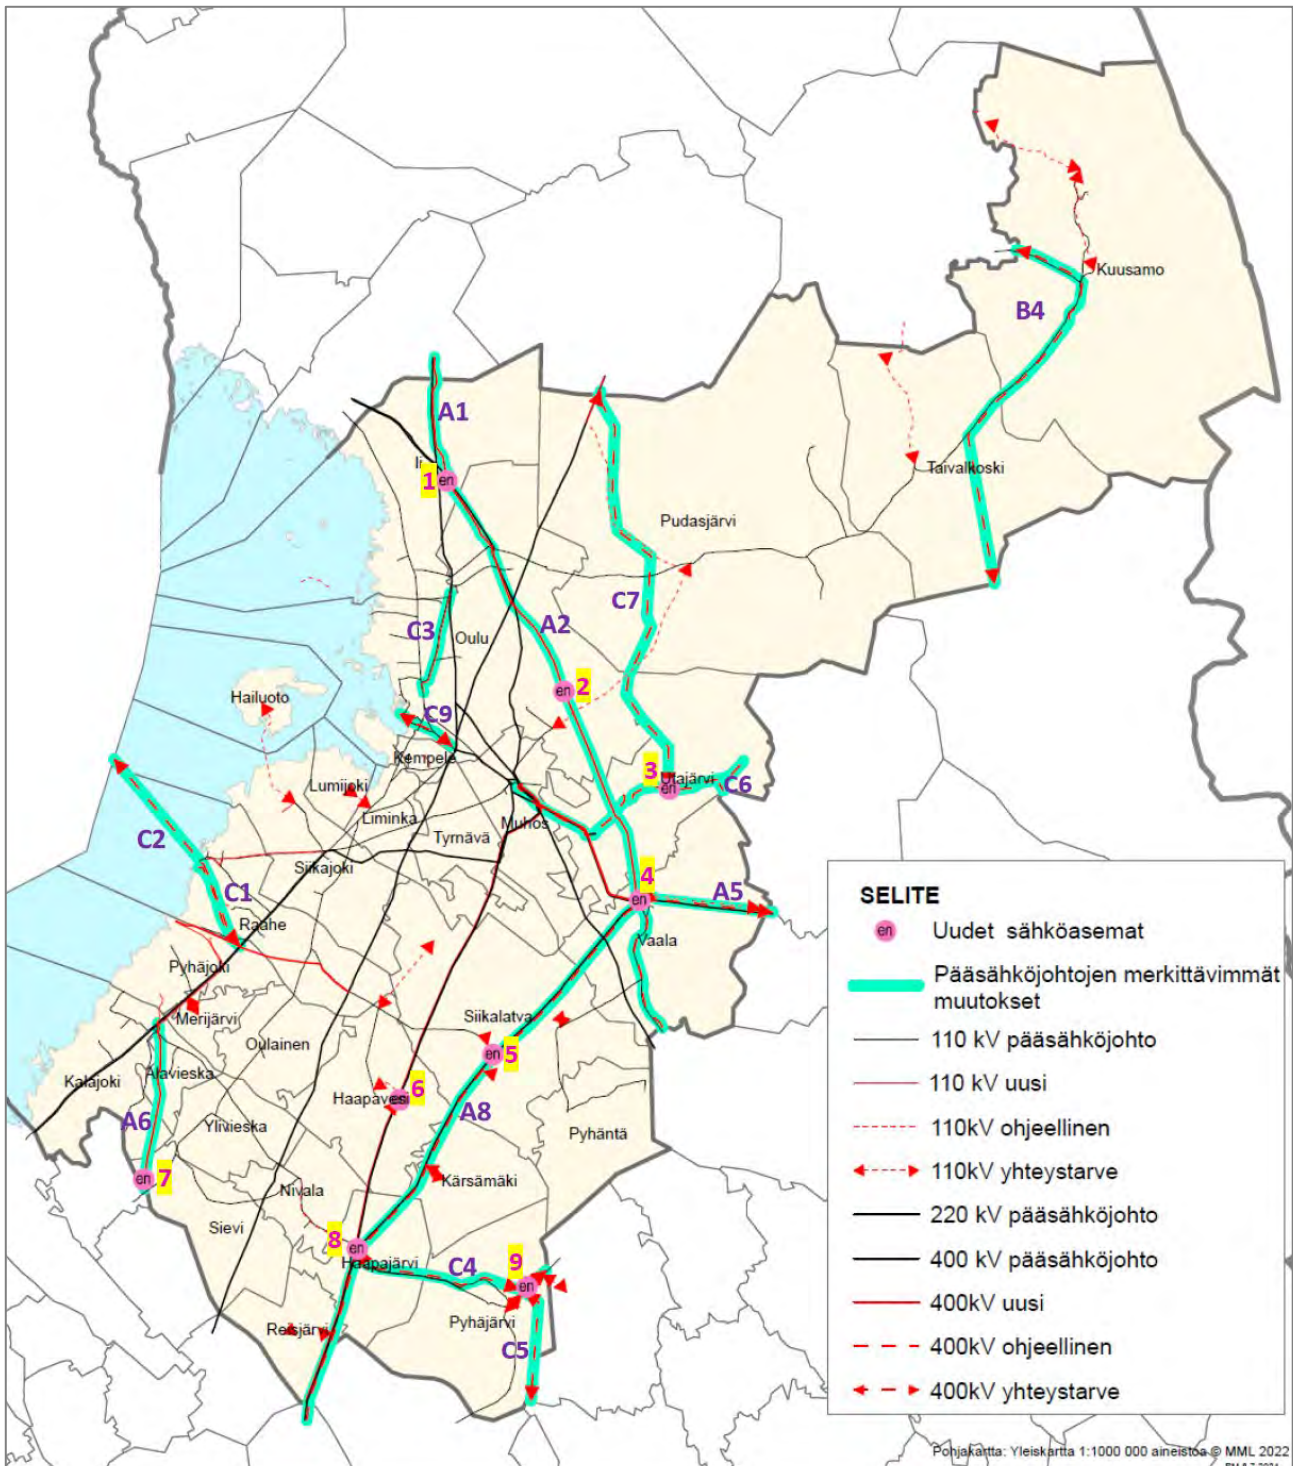 Kuusamo
B4
A1
Ii
1
en
Taivalkoski
Pudasjärvi
C7
A2
C3
Oulu
en
2
Hailuoto
C9
Kempele
3
Utajärvi
en
C6
Lumijoki
Liminka
Muhos
Tyrnävä
C2
Siikajoki
4
en
A5
C1
Raahe
Vaala
Pyhäjoki
Siikalatva
Merijärvi
Oulainen
en
5
Kalajoki
Alavieska
6
Haapavesi
en
A8
A6
Ylivieska
Pyhäntä
en
7
Kärsämäki
Nivala
Sievi
8
en
Haapajärvi
C4
9
en
Pyhäjärvi
Reisjärvi
C5
SELITE
en
Uudet sähköasemat
Pääsähköjohtojen merkittävimmät
muutokset
110 kV pääsähköjohto
110 kV uusi
110kV ohjeellinen
110kV yhteystarve
220 kV pääsähköjohto
400 kV pääsähköjohto
400kV uusi
400kV ohjeellinen
400kV yhteystarve
Pohjakartta: Yleiskartta 1:1000 000 aineistoa © MML 2022